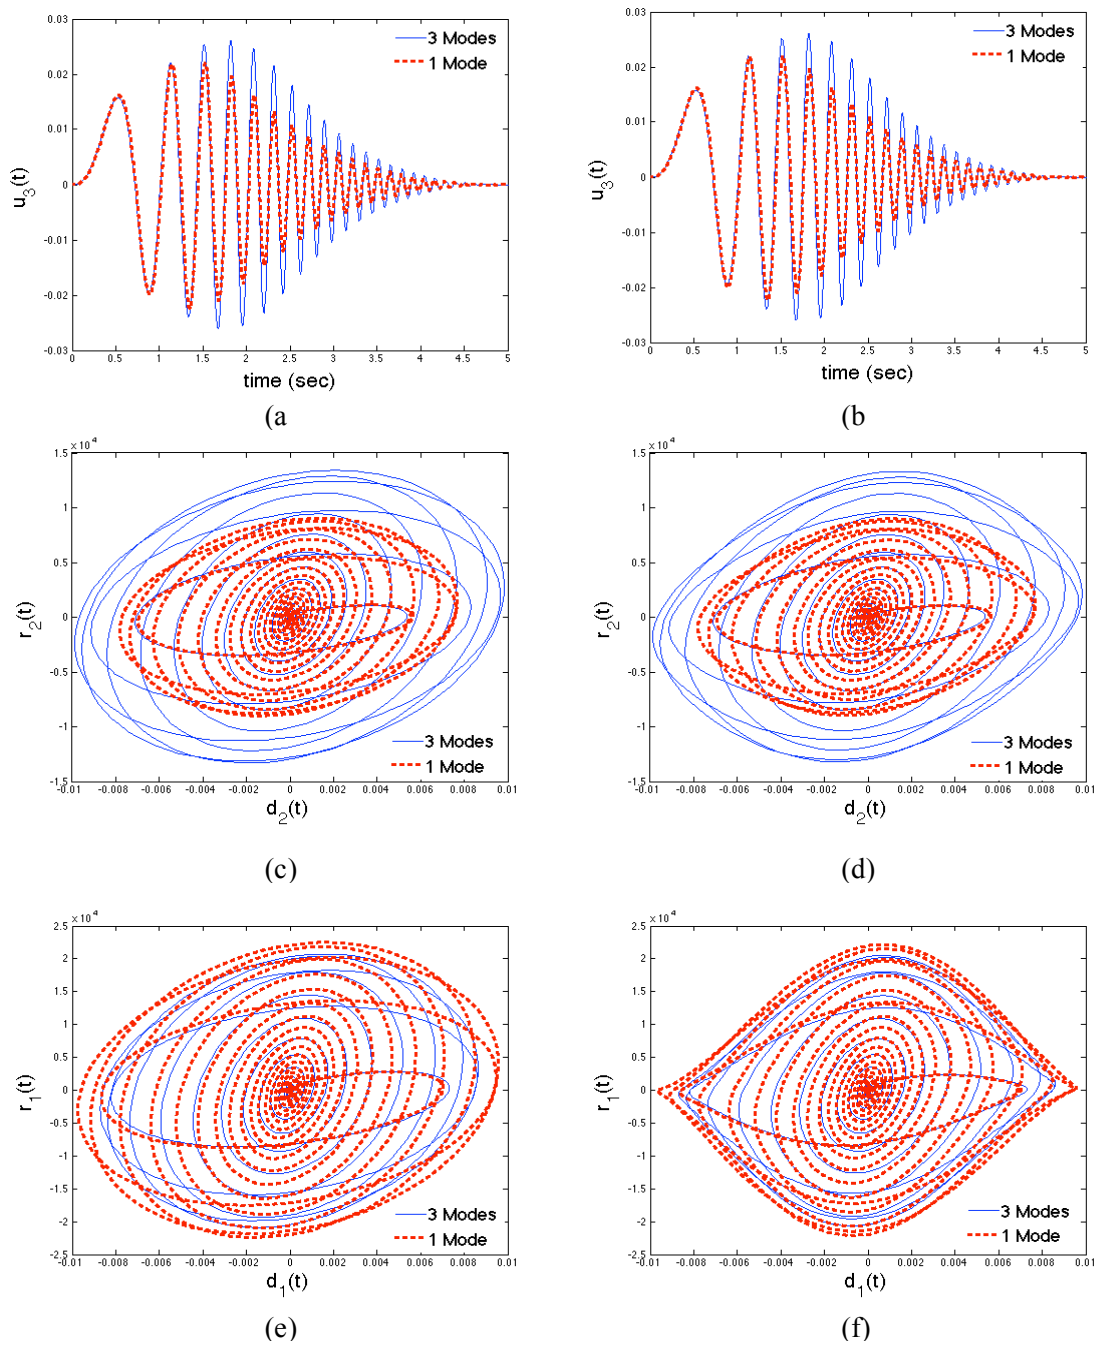 0.03
0.02
0.01
0
-0.01
-0.02
-0.03
u3(t)
3 Modes
1 Mode
0 0.5 1 1.5 2 2.5 3 3.5 4 4.5 5
time (sec)
(a
0.03
0.02
0.01
0
-0.01
-0.02
-0.03
u3(t)
3 Modes
1 Mode
0 0.5 1 1.5 2 2.5 3 3.5 4 4.5 5
time (sec)
(b
× 10^4
1.5
1
0.5
0
-0.5
-1
-1.5
r2(t)
3 Modes
1 Mode
-0.01 -0.008 -0.006 -0.004 -0.002 0 0.002 0.004 0.006 0.008 0.01
d2(t)
(c)
× 10^4
1.5
1
0.5
0
-0.5
-1
-1.5
r2(t)
3 Modes
1 Mode
-0.01 -0.008 -0.006 -0.004 -0.002 0 0.002 0.004 0.006 0.008 0.01
d2(t)
(d)
× 10^4
2.5
2
1.5
1
0.5
0
-0.5
-1
-1.5
-2
-2.5
r1(t)
3 Modes
1 Mode
-0.01 -0.008 -0.006 -0.004 -0.002 0 0.002 0.004 0.006 0.008 0.01
d1(t)
(e)
× 10^4
2.5
2
1.5
1
0.5
0
-0.5
-1
-1.5
-2
-2.5
r1(t)
3 Modes
1 Mode
-0.01 -0.008 -0.006 -0.004 -0.002 0 0.002 0.004 0.006 0.008 0.01
d1(t)
(f)